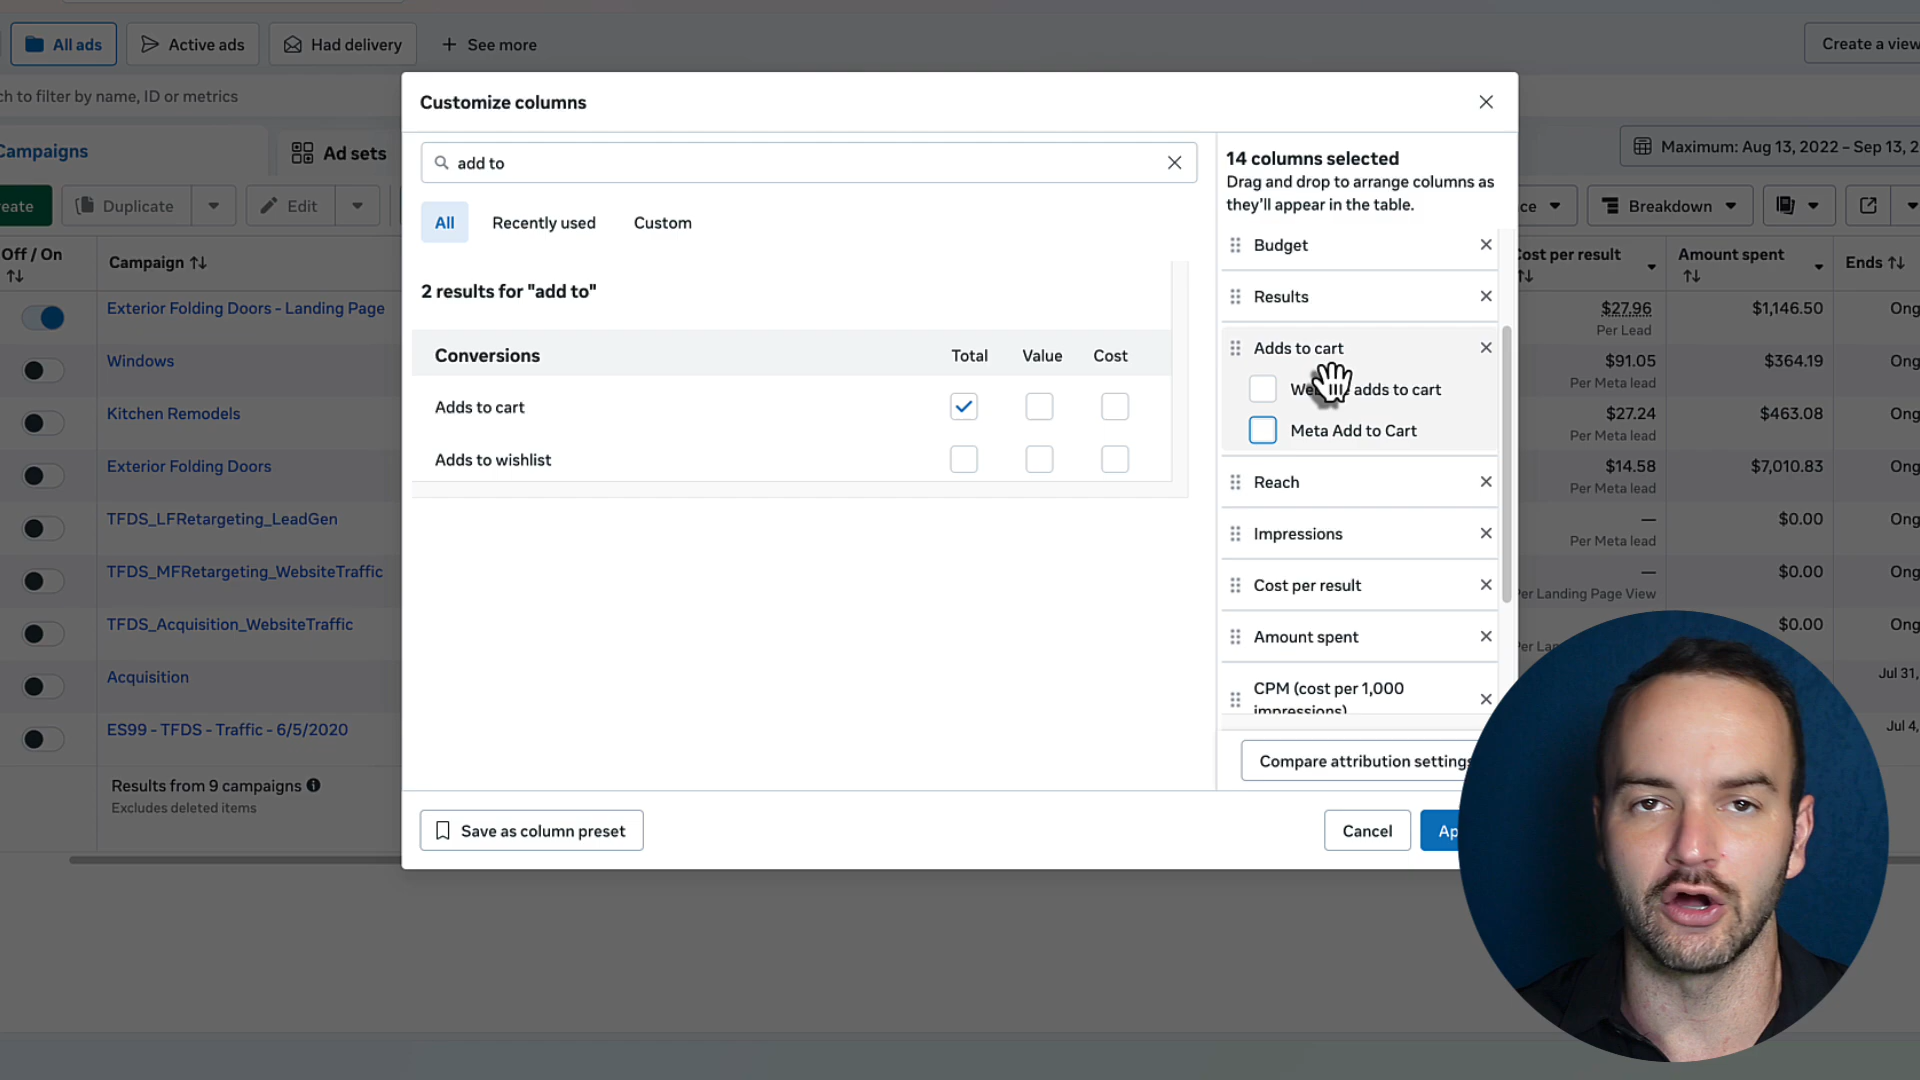 All ads
Active ads
Had delivery
+ See more
Create a view
ch to filter by name, ID or metrics
Campaigns
Ad sets
Maximum: Aug 13, 2022 – Sep 13, 2
eate
Duplicate
Edit
ce
Breakdown
Off / On
Campaign
Cost per result
Amount spent
Ends
Exterior Folding Doors - Landing Page
$27.96
Per Lead
$1,146.50
Ong
Windows
$91.05
Per Meta lead
$364.19
Ong
Kitchen Remodels
$27.24
Per Meta lead
$463.08
Ong
Exterior Folding Doors
$14.58
Per Meta lead
$7,010.83
Ong
TFDS_LFRetargeting_LeadGen
—
Per Meta lead
$0.00
Ong
TFDS_MFRetargeting_WebsiteTraffic
—
Per Landing Page View
$0.00
Ong
TFDS_Acquisition_WebsiteTraffic
Per Lan
$0.00
Ong
Acquisition
Jul 31,
ES99 - TFDS - Traffic - 6/5/2020
Jul 4,
Results from 9 campaigns
Excludes deleted items
Customize columns
add to
All
Recently used
Custom
2 results for "add to"
Conversions
Total
Value
Cost
Adds to cart
Adds to wishlist
14 columns selected
Drag and drop to arrange columns as
they'll appear in the table.
Budget
Results
Adds to cart
adds to cart
Meta Add to Cart
Reach
Impressions
Cost per result
Amount spent
CPM (cost per 1,000
impressions)
Compare attribution settings
Save as column preset
Cancel
Ap